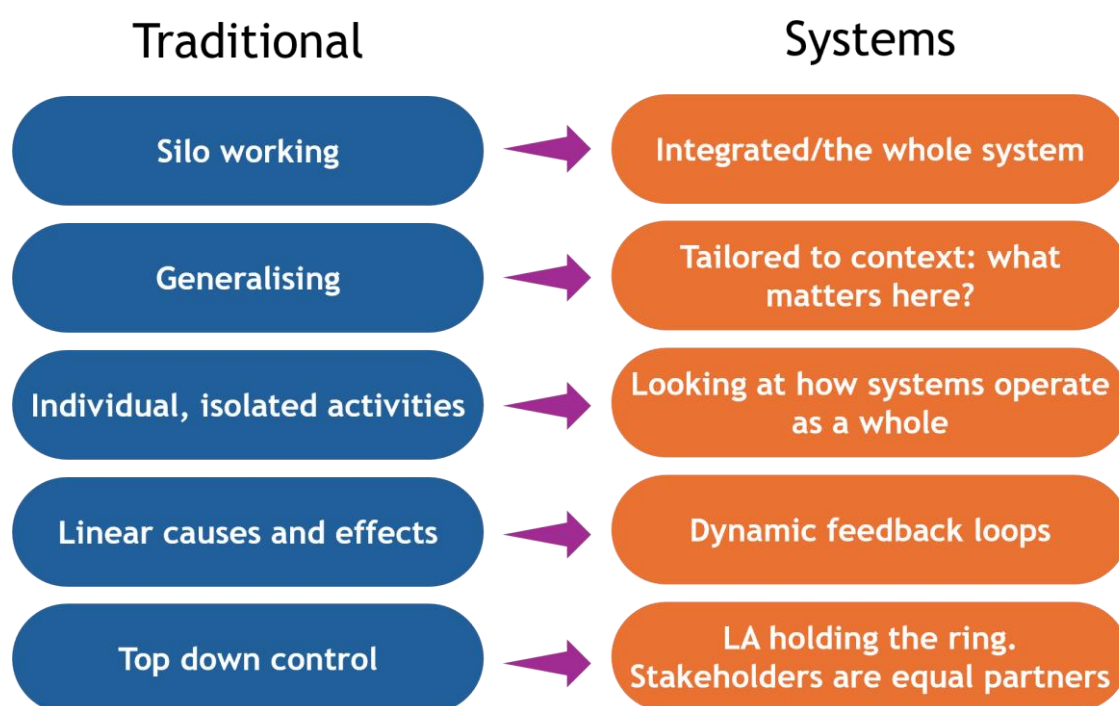 Traditional
Systems
Silo working
Integrated/the whole system
Generalising
Tailored to context: what
matters here?
Individual, isolated activities
Looking at how systems operate
as a whole
Linear causes and effects
Dynamic feedback loops
Top down control
LA holding the ring.
Stakeholders are equal partners